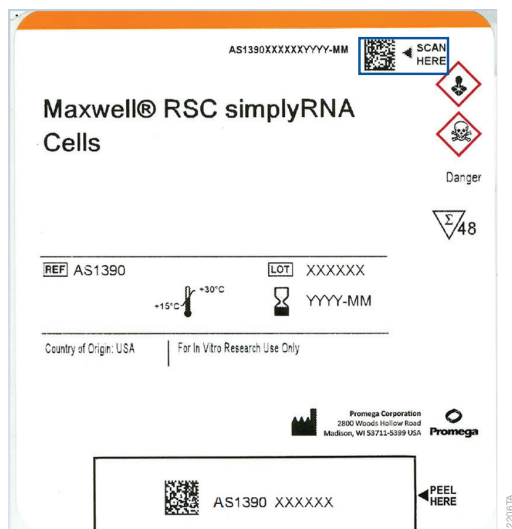 AS1390XXXXXXYYYY-MM
SCAN
HERE
Maxwell® RSC simplyRNA
Cells
Danger
Σ
48
REF AS1390
LOT XXXXXX
+15°C
+30°C
YYYY-MM
Country of Origin: USA
For In Vitro Research Use Only
Promega Corporation
2800 Woods Hollow Road
Madison, WI 53711-5399 USA
Promega
AS1390 XXXXXX
PEEL
HERE
2206TA